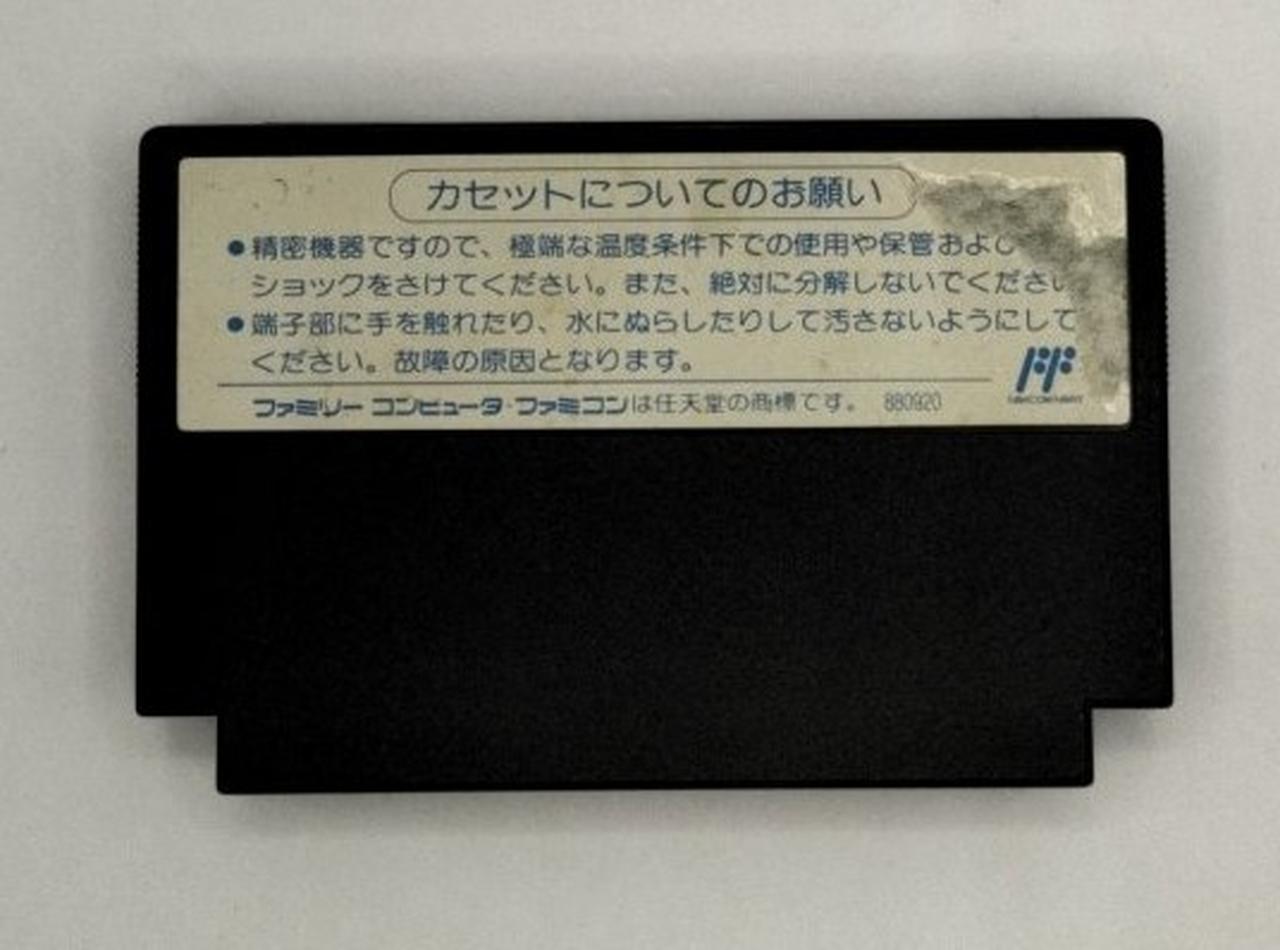 カセットについてのお願い
●精密機器ですので、極端な温度条件下での使用や保管およ
ショックをさけてください。また、絶対に分解しないでくださ
●端子部に手を触れたり、水にぬらしたりして汚さないようにして
ください。故障の原因となります。
ファミリーコンピュータ・ファミコンは任天堂の商標です。 880920